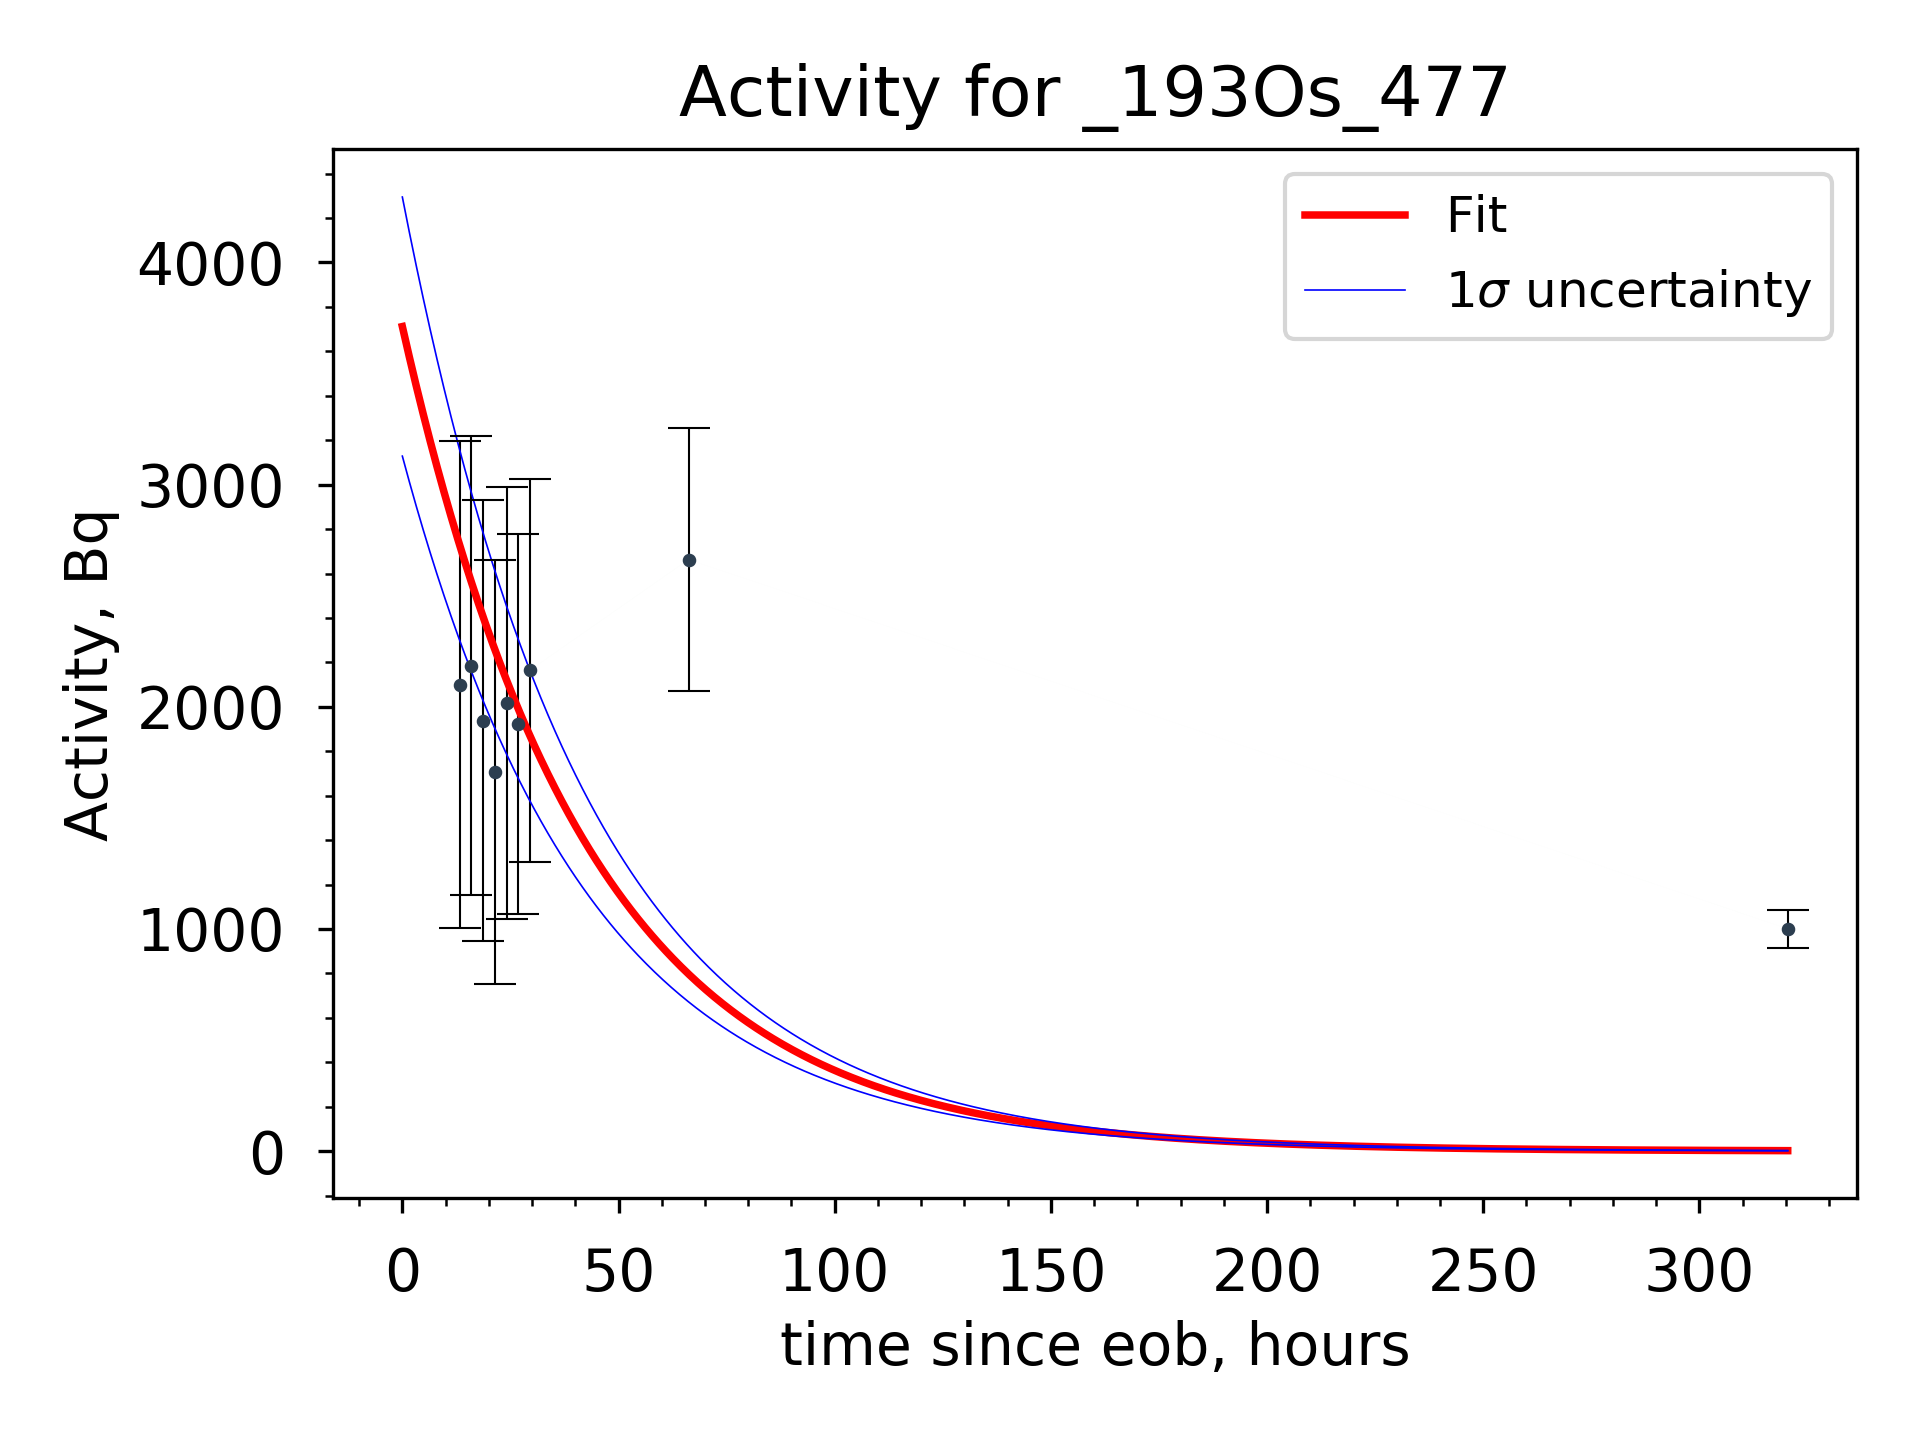 Activity for _193Os_477
Fit
1σ uncertainty
Activity, Bq
4000
3000
2000
1000
0
0 50 100 150 200 250 300
time since eob, hours